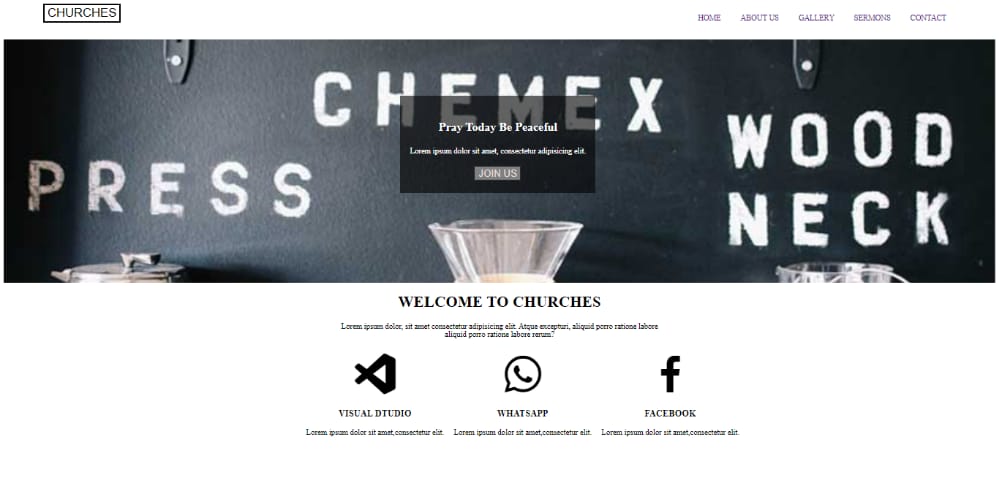 CHURCHES
HOME ABOUT US GALLERY SERMONS CONTACT
CHEMEX
PRESS
WOOD
NECK
Pray Today Be Peaceful
Lorem ipsum dolor sit amet, consectetur adipisicing elit.
JOIN US
WELCOME TO CHURCHES
Lorem ipsum dolor, sit amet consectetur adipisicing elit. Atque excepturi, aliquid porro ratione labore
aliquid porro ratione labore rerum?
VISUAL DTUDIO WHATSAPP FACEBOOK
Lorem ipsum dolor sit amet,consectetur elit. Lorem ipsum dolor sit amet,consectetur elit. Lorem ipsum dolor sit amet,consectetur elit.